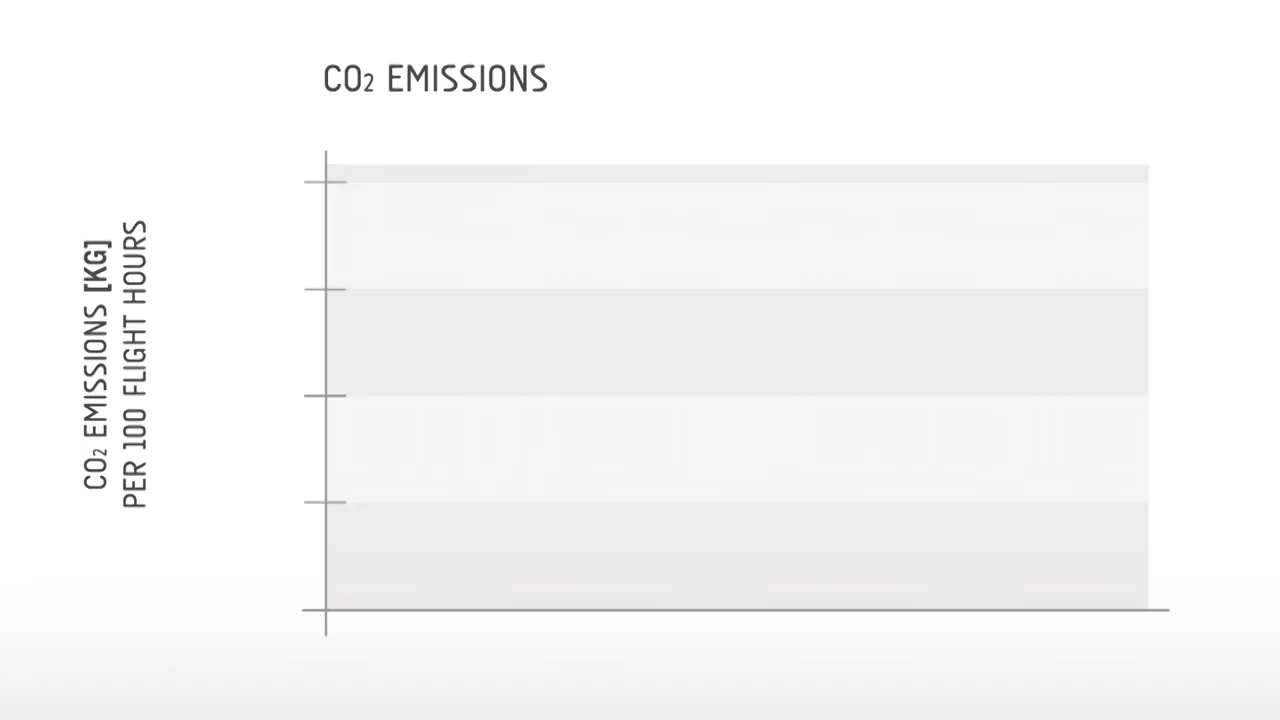 CO₂ EMISSIONS
CO₂ EMISSIONS [KG]
PER 100 FLIGHT HOURS